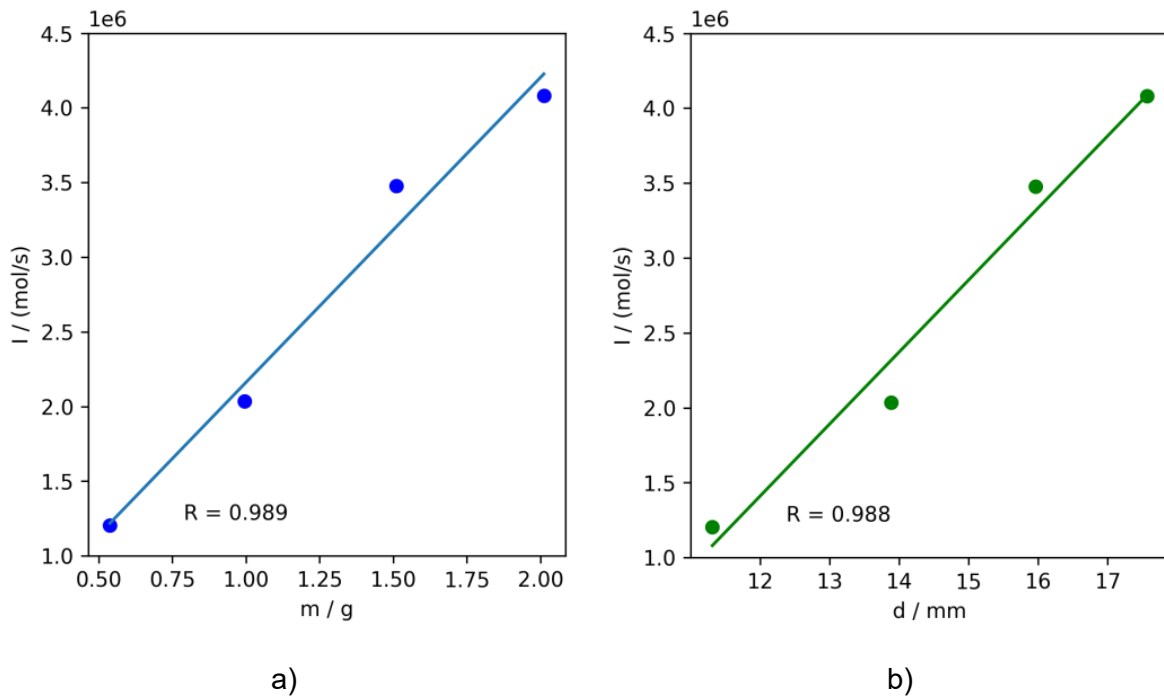 1e6
4.5
4.0
3.5
3.0
2.5
2.0
1.5
1.0
I / (mol/s)
R = 0.989
0.50 0.75 1.00 1.25 1.50 1.75 2.00
m / g
a)
1e6
4.5
4.0
3.5
3.0
2.5
2.0
1.5
1.0
I / (mol/s)
R = 0.988
12 13 14 15 16 17
d / mm
b)